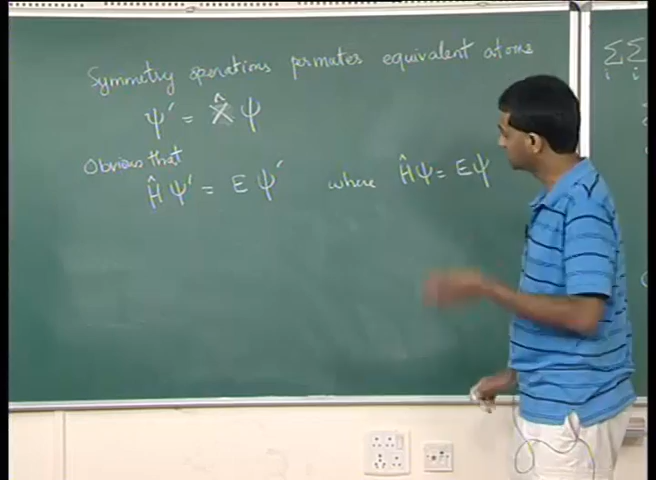 Symmetry operations permutes equivalent atoms
ψ′ = X̂ ψ
Obvious that
Ĥ ψ′ = E ψ′ where Ĥψ = Eψ
Σ Σ
i i